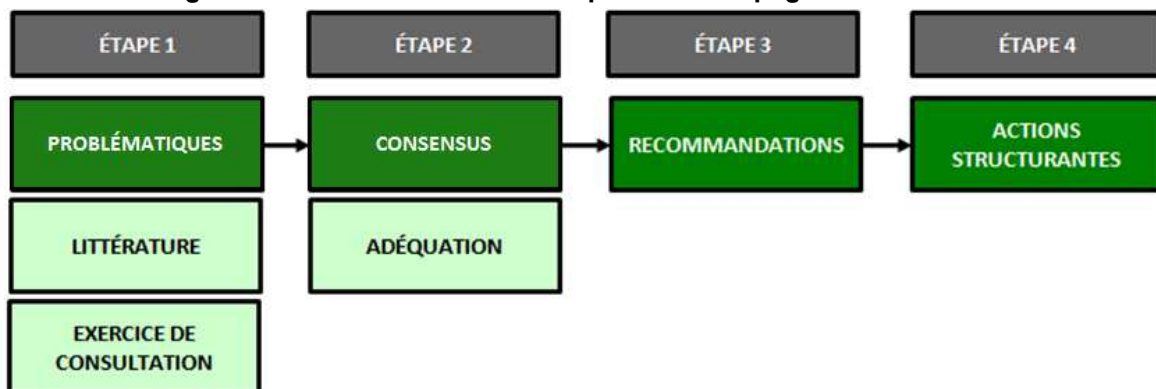 ÉTAPE 1
ÉTAPE 2
ÉTAPE 3
ÉTAPE 4
PROBLÉMATIQUES
CONSENSUS
RECOMMANDATIONS
ACTIONS
STRUCTURANTES
LITTÉRATURE
ADÉQUATION
EXERCICE DE
CONSULTATION